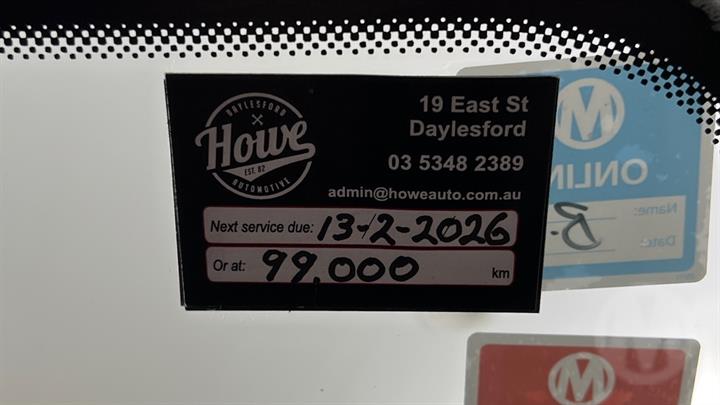 DAYLESFORD
Howe
EST. 82
AUTOMOTIVE
19 East St
Daylesford
03 5348 2389
admin@howeauto.com.au
Next service due: 13-2-2026
Or at: 99,000 km
M
ONLIN
Name: B.
Date
M